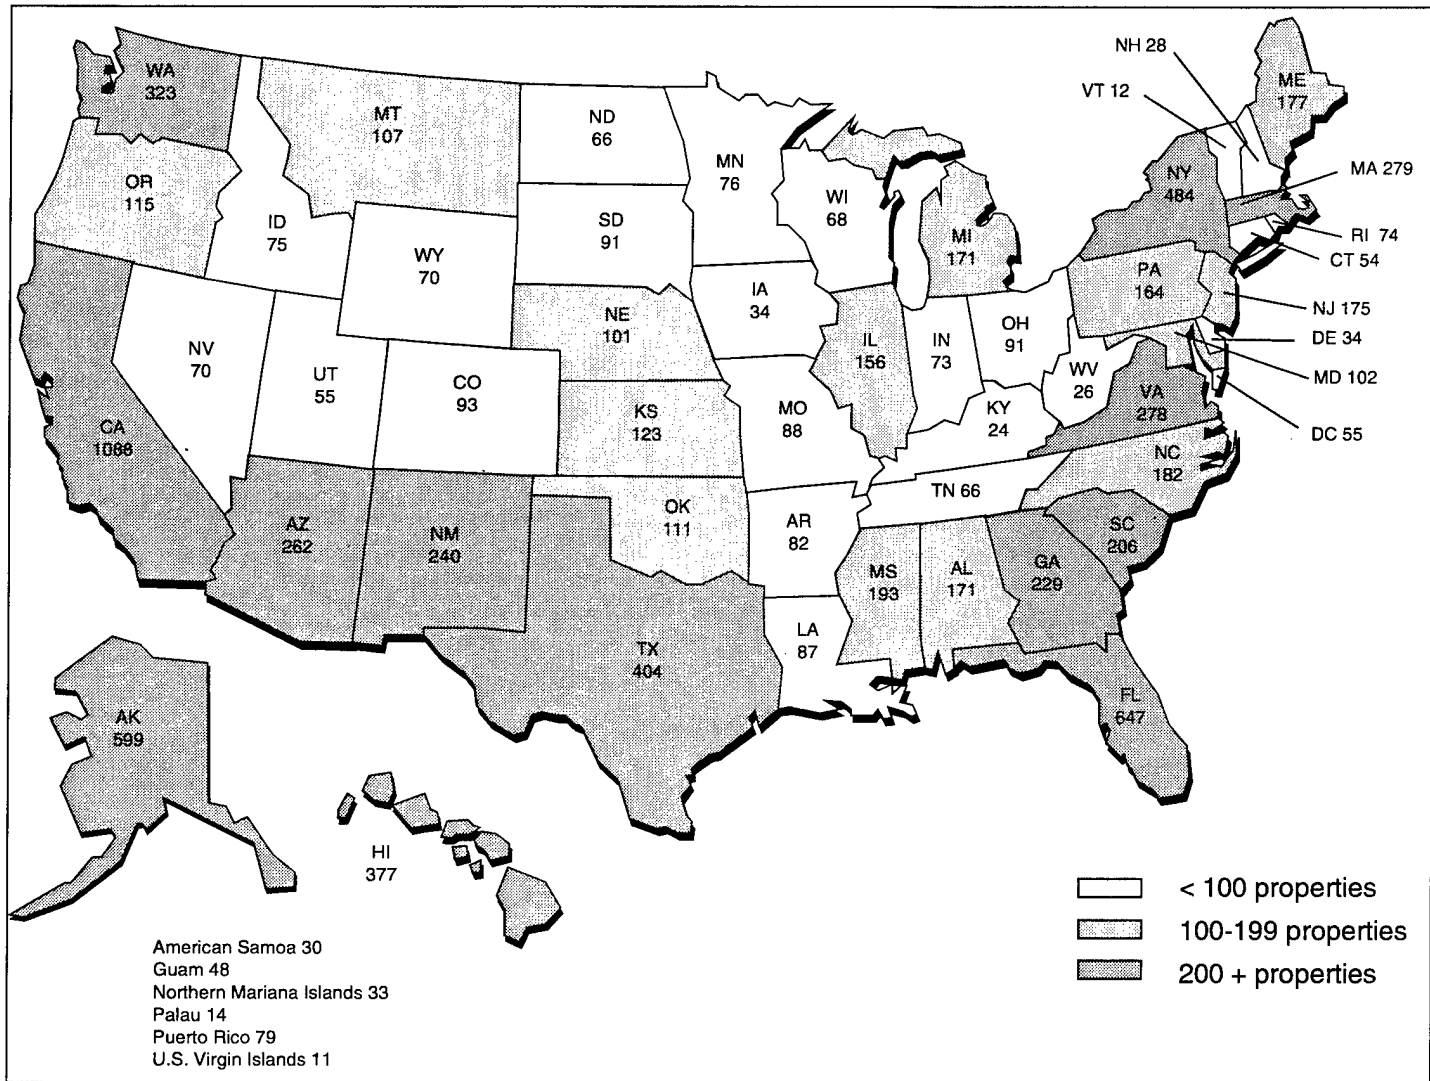 WA
323
MT
107
ND
66
MN
76
NH 28
VT 12
ME
177
OR
115
ID
75
WY
70
SD
91
WI
68
MI
171
NY
484
MA 279
RI 74
CT 54
NE
101
IA
34
PA
164
NJ 175
NV
70
UT
55
CO
93
KS
123
MO
88
IL
156
IN
73
OH
91
WV
26
KY
24
VA
278
DE 34
MD 102
DC 55
CA
1088
AZ
262
NM
240
OK
111
AR
82
TN 66
NC
182
SC
206
MS
193
AL
171
GA
229
TX
404
LA
87
FL
647
AK
599
HI
377
American Samoa 30
Guam 48
Northern Mariana Islands 33
Palau 14
Puerto Rico 79
U.S. Virgin Islands 11
< 100 properties
100-199 properties
200 + properties